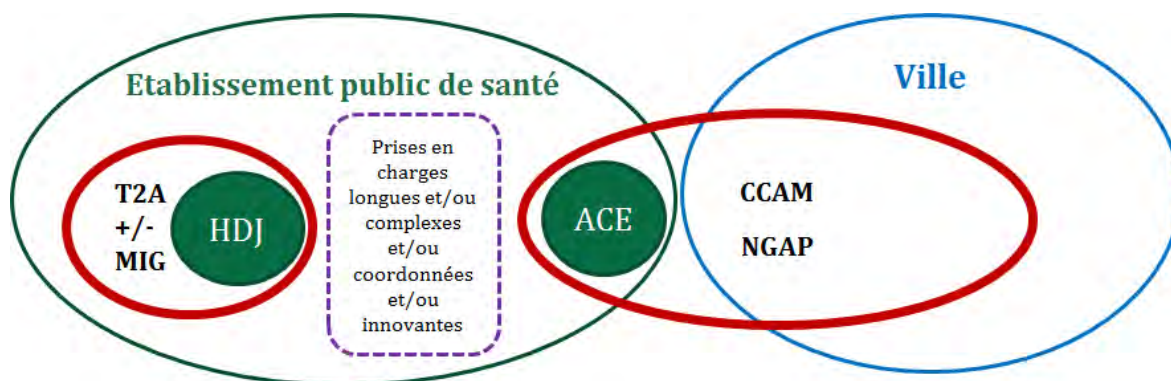 Etablissement public de santé
T2A
+/-
MIG
HDJ
Prises en
charges
longues et/ou
complexes
et/ou
coordonnées
et/ou
innovantes
ACE
Ville
CCAM
NGAP